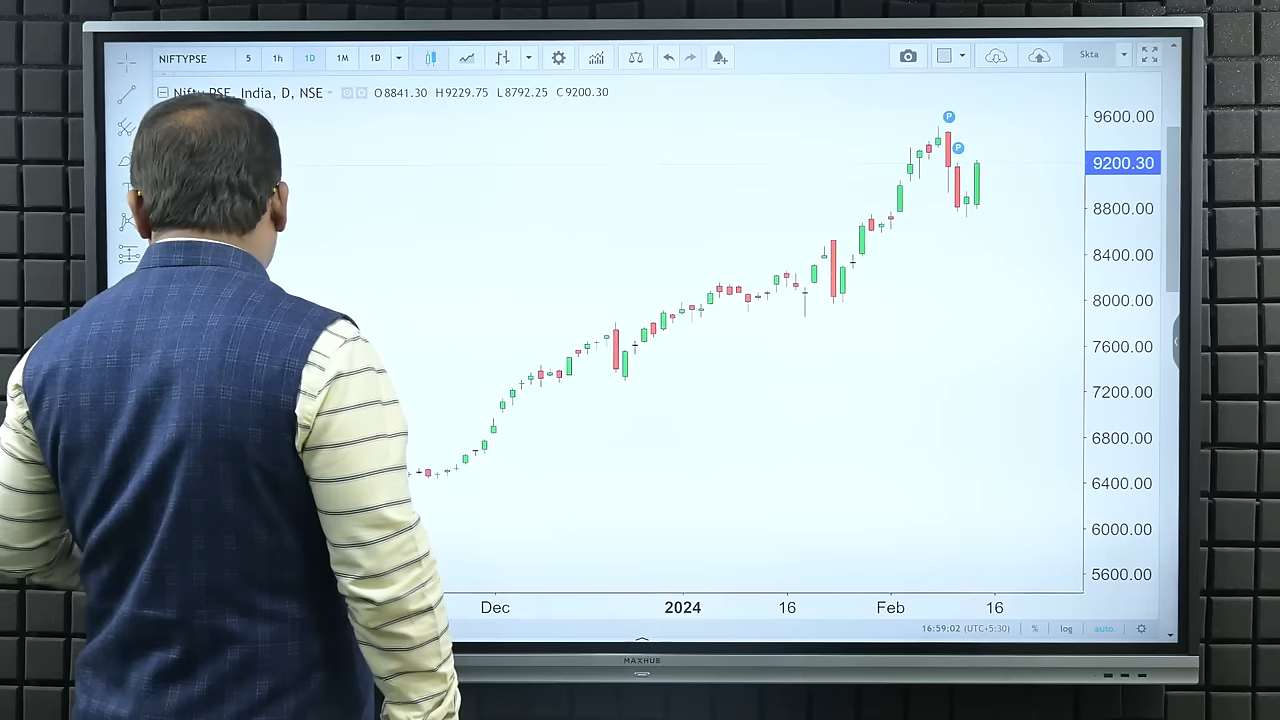 NIFTYPSE 5 1h 1D 1M 1D Skta
Nifty PSE, India, D, NSE O8841.30 H9229.75 L8792.25 C9200.30
P
P
9600.00
9200.30
8800.00
8400.00
8000.00
7600.00
7200.00
6800.00
6400.00
6000.00
5600.00
Dec 2024 16 Feb 16
16:59:02 (UTC+5:30) % log auto
MAXHUB